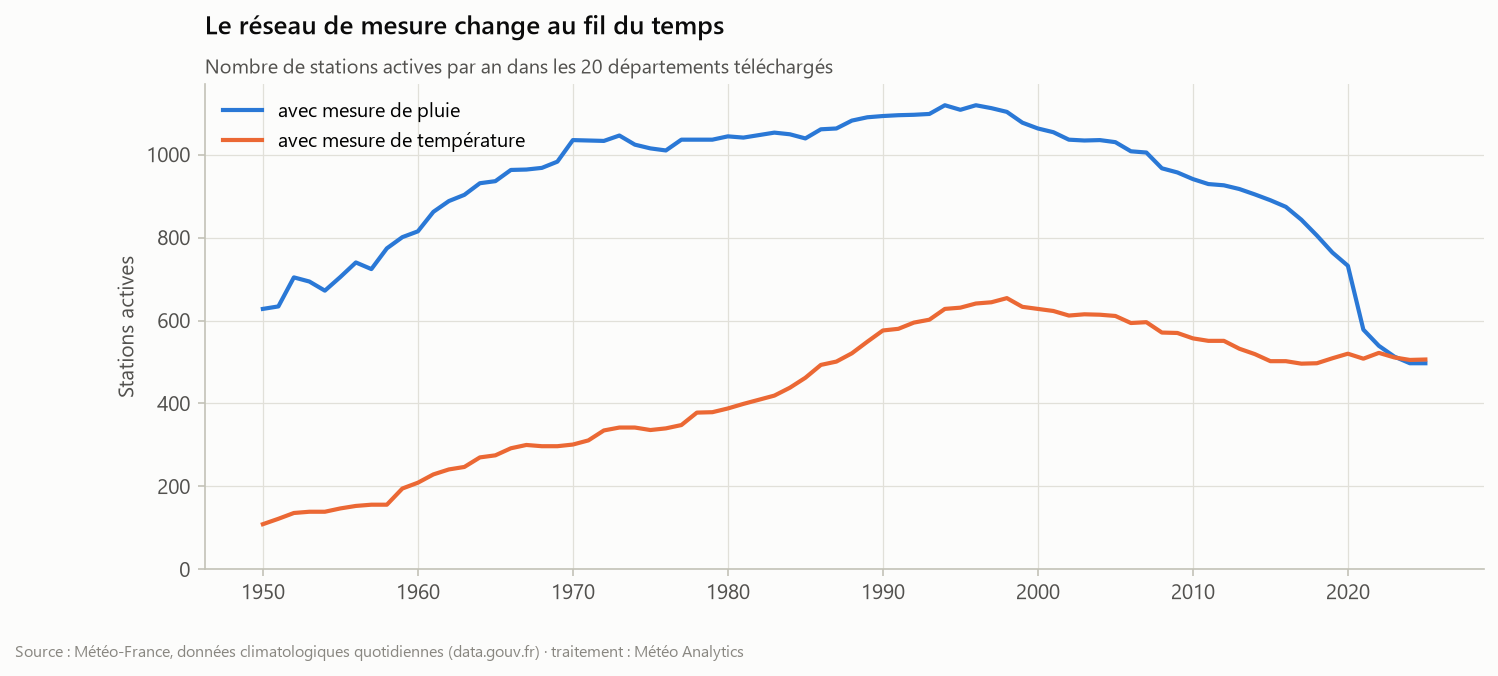 Le réseau de mesure change au fil du temps
Nombre de stations actives par an dans les 20 départements téléchargés
avec mesure de pluie
avec mesure de température
Stations actives
1000
800
600
400
200
0
1950 1960 1970 1980 1990 2000 2010 2020
Source : Météo-France, données climatologiques quotidiennes (data.gouv.fr) · traitement : Météo Analytics